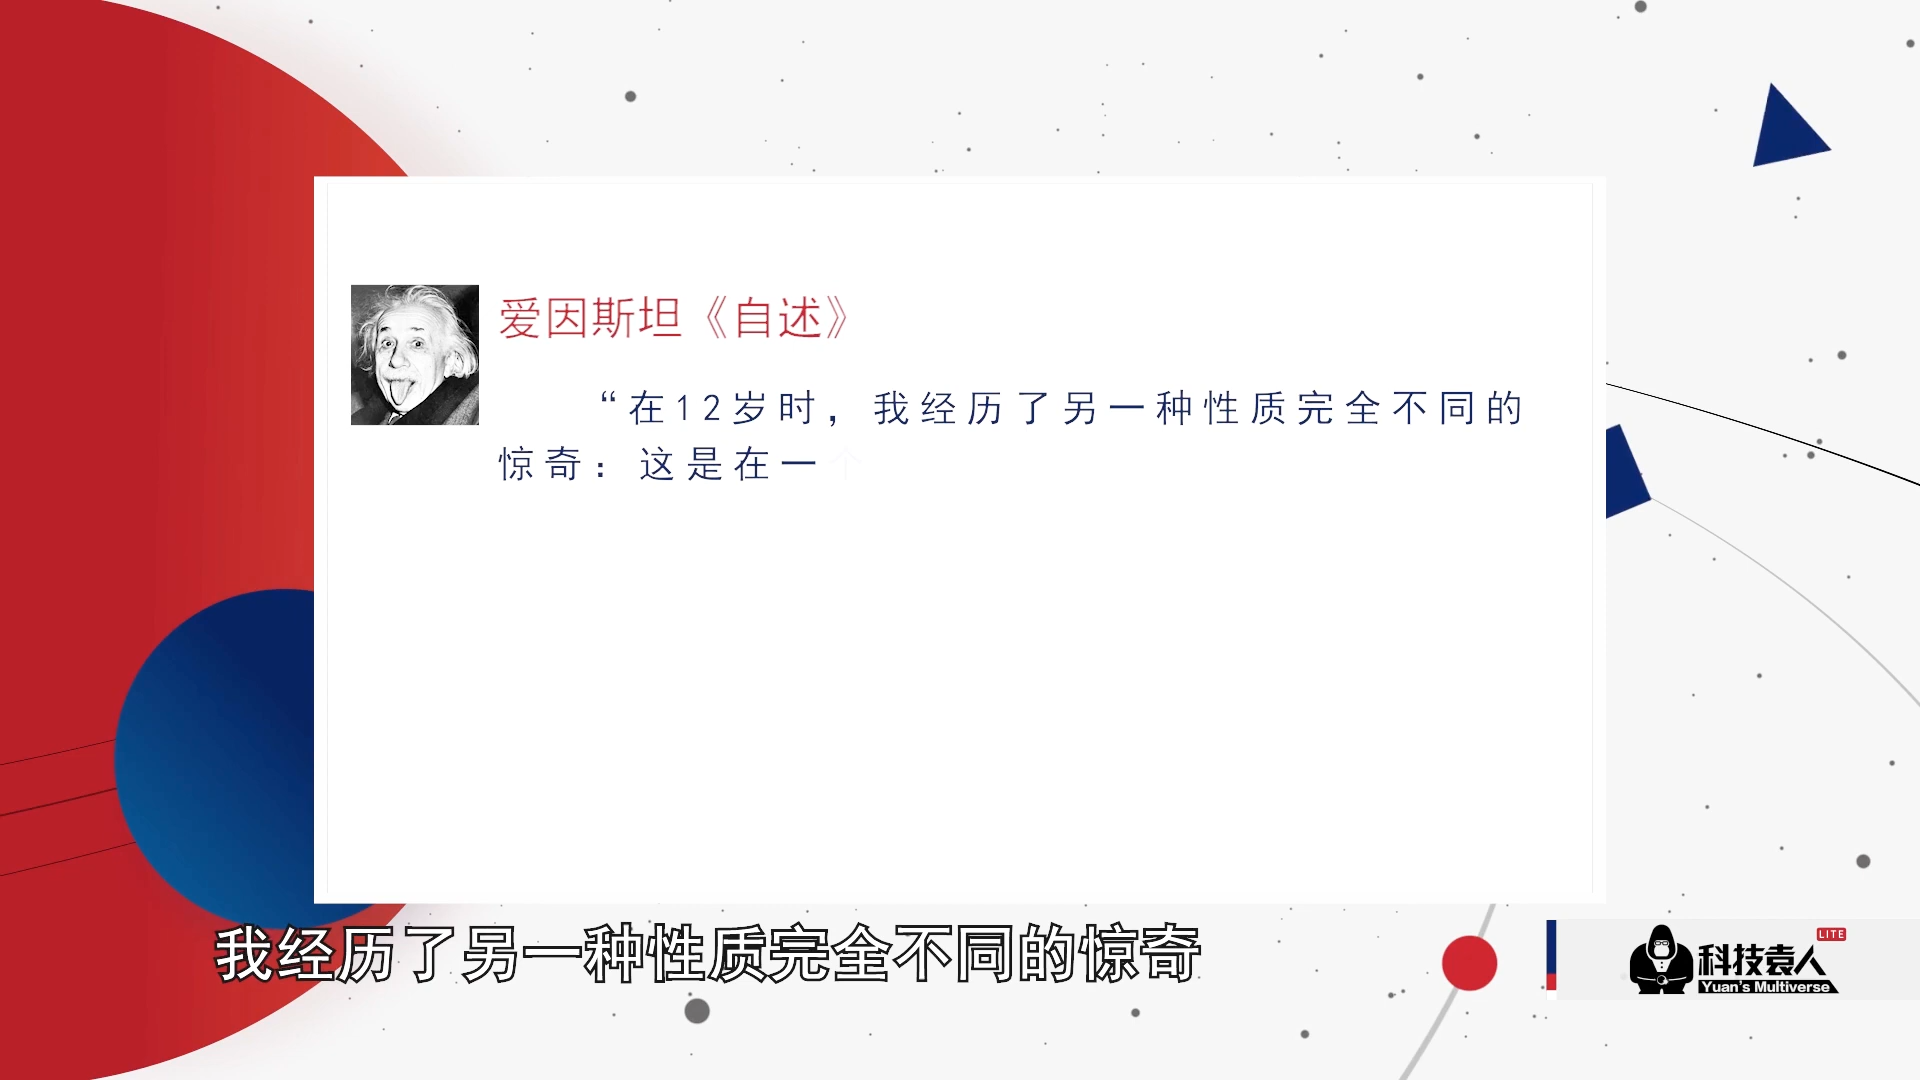 爱因斯坦《自述》
“在12岁时，我经历了另一种性质完全不同的
惊奇：这是在一个
我经历了另一种性质完全不同的惊奇
科技袁人
LITE
Yuan's Multiverse